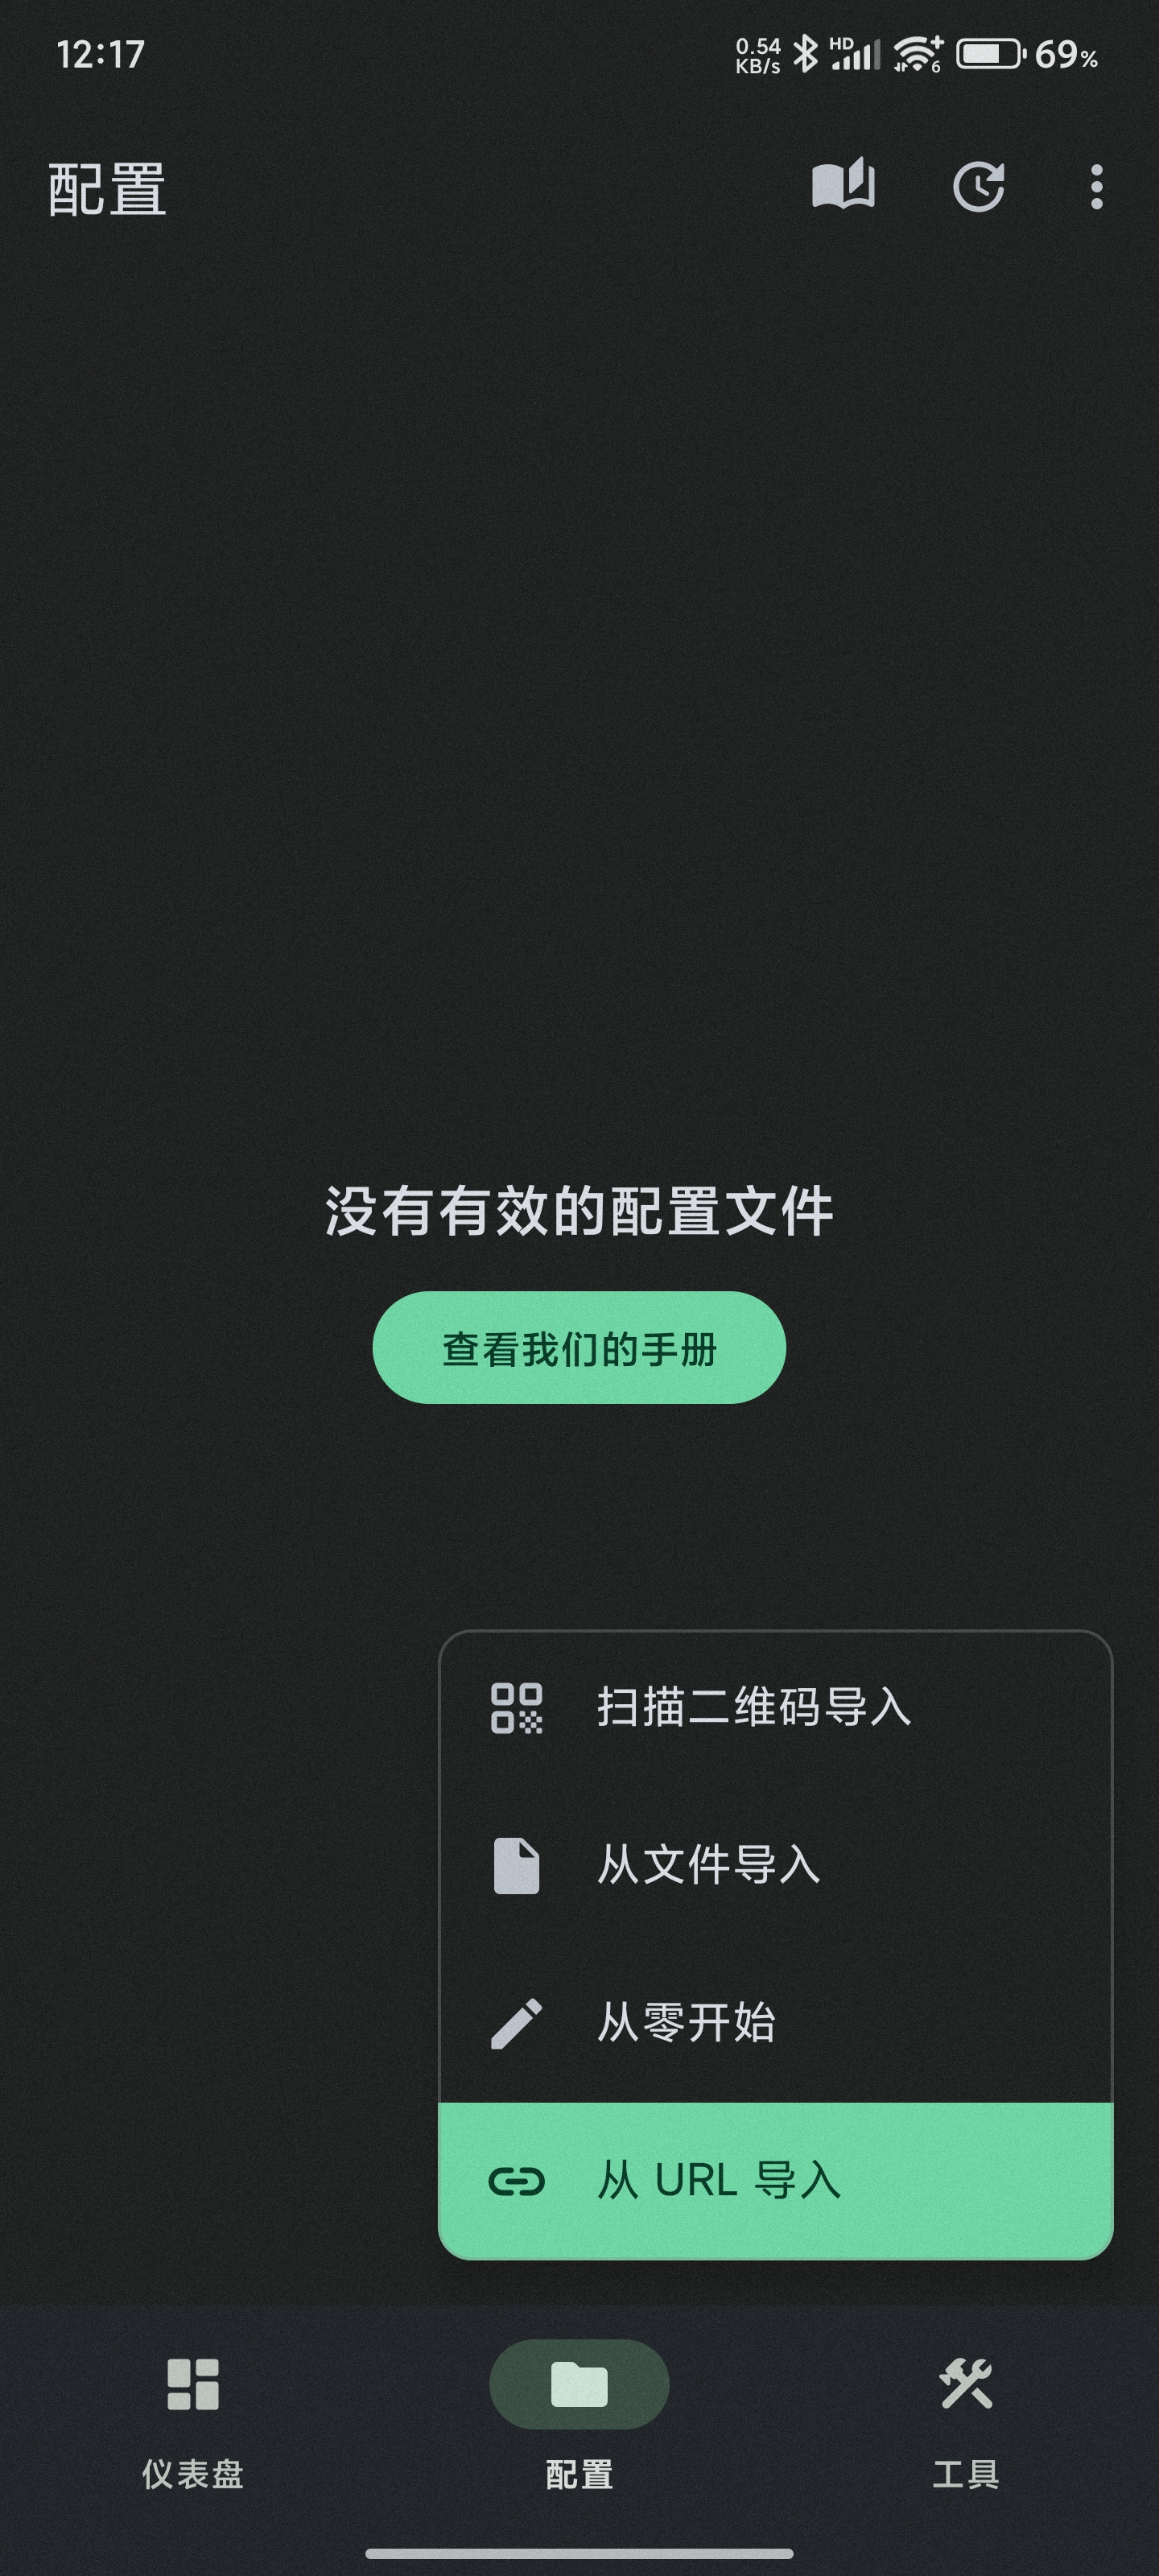 12:17
0.54
KB/s
HD
6
69%
配置
没有有效的配置文件
查看我们的手册
扫描二维码导入
从文件导入
从零开始
从 URL 导入
仪表盘
配置
工具